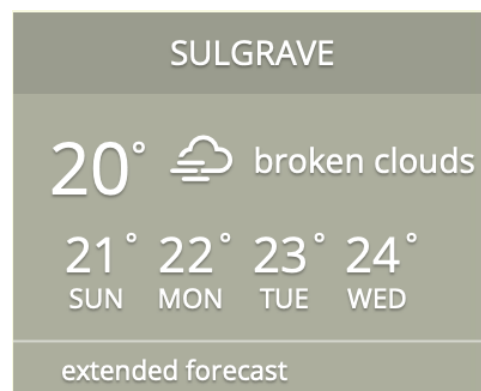 SULGRAVE
20° broken clouds
21° 22° 23° 24°
SUN MON TUE WED
extended forecast